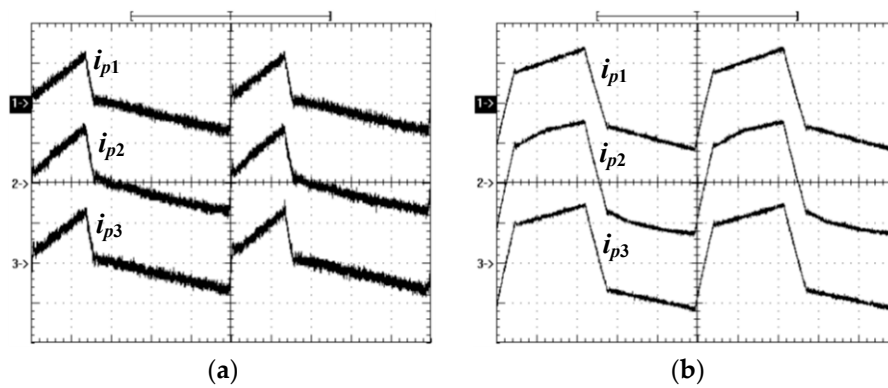 i_p1
i_p1
1->
1->
i_p2
i_p2
2->
2->
i_p3
i_p3
3->
3->
(a)
(b)